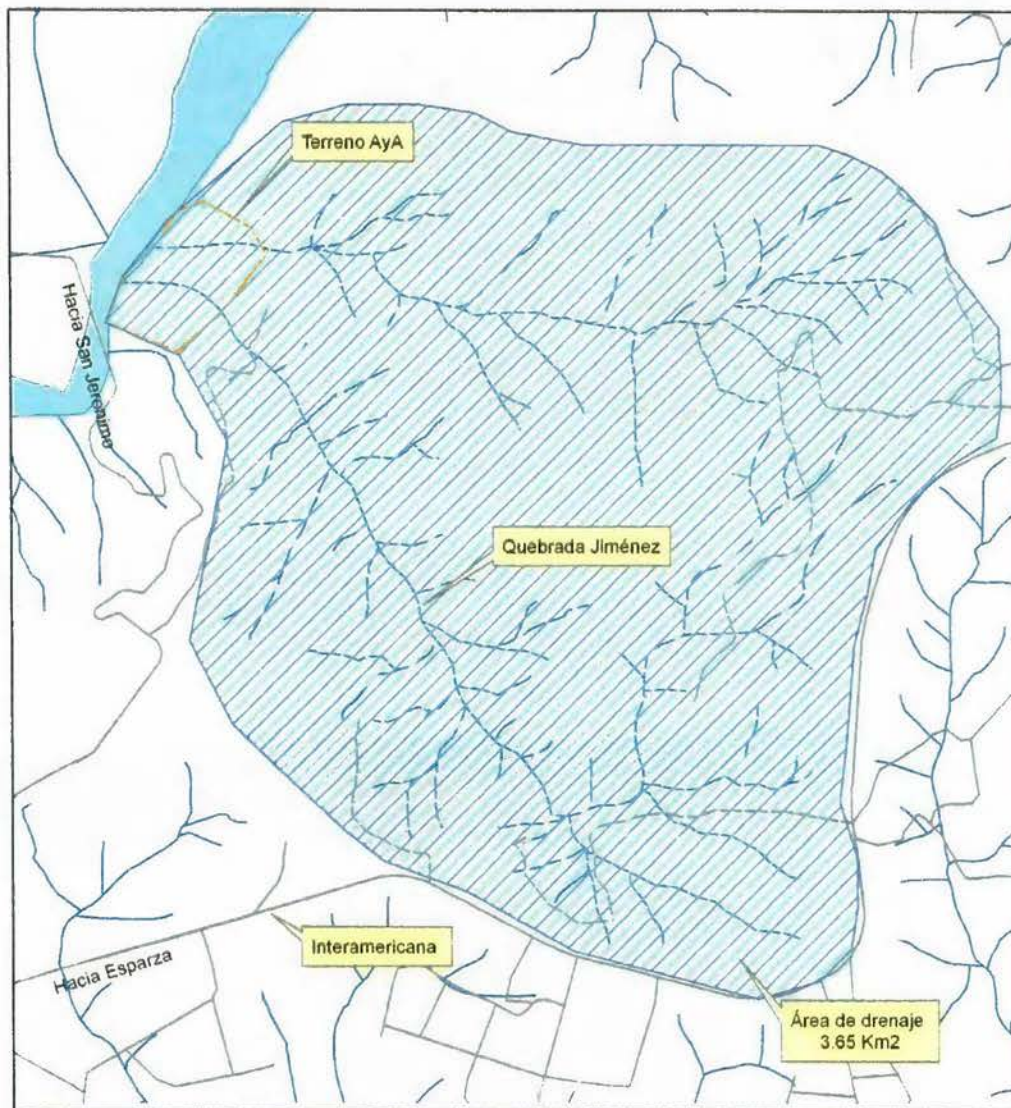 Terreno AyA
Hacia San Jerónimo
Quebrada Jiménez
Interamericana
Hacia Esparza
Área de drenaje
3.65 Km2